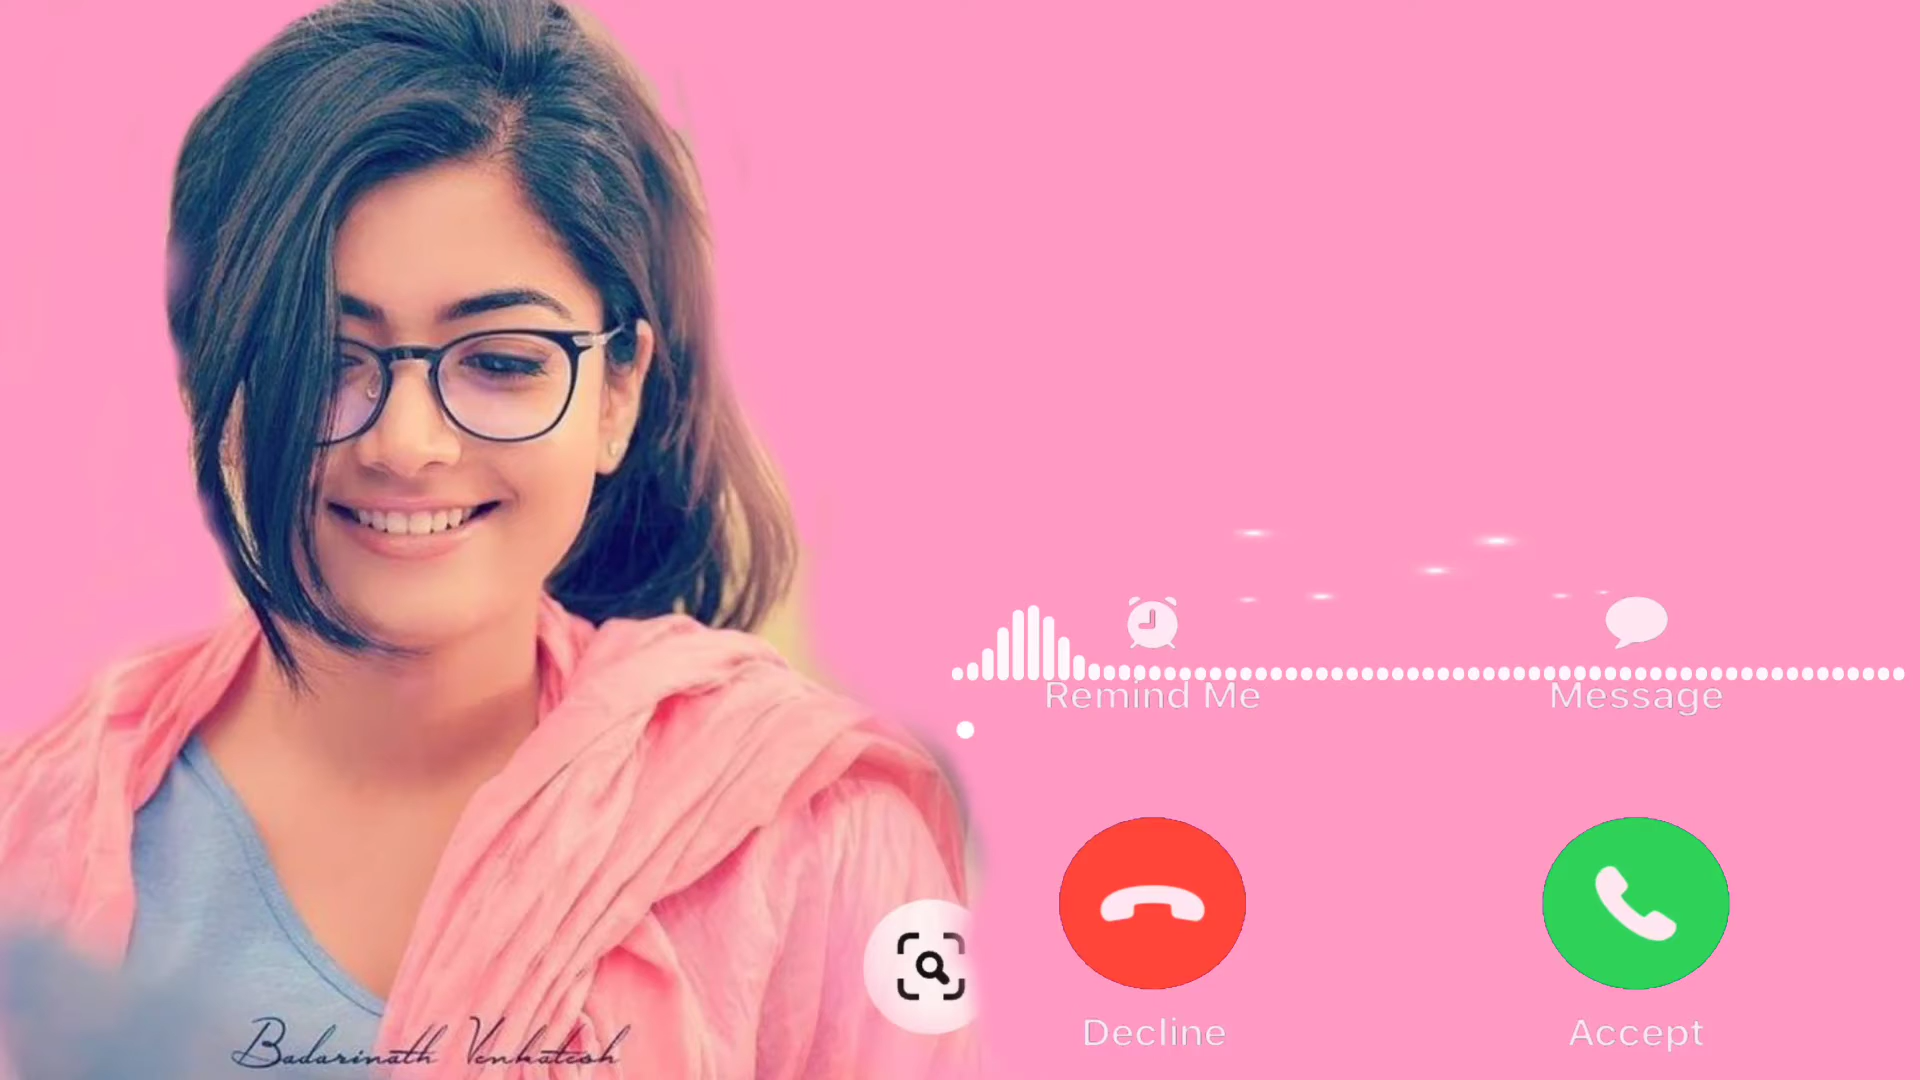 Remind Me
Message
Decline
Accept
Badarinath Venkatesh